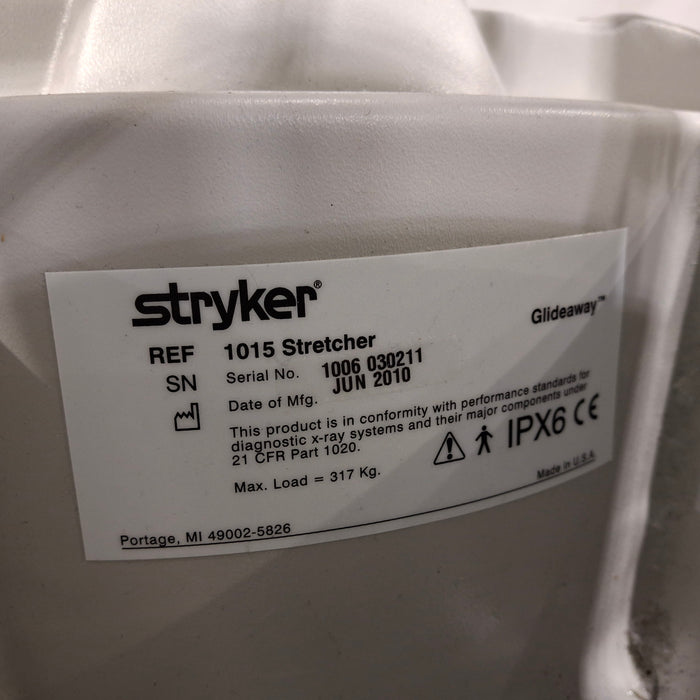 stryker®
Glideaway™
REF 1015 Stretcher
SN Serial No. 1006 030211
Date of Mfg. JUN 2010
This product is in conformity with performance standards for
diagnostic x-ray systems and their major components under
21 CFR Part 1020.
IPX6 CE
Max. Load = 317 Kg.
Made in U.S.A.
Portage, MI 49002-5826